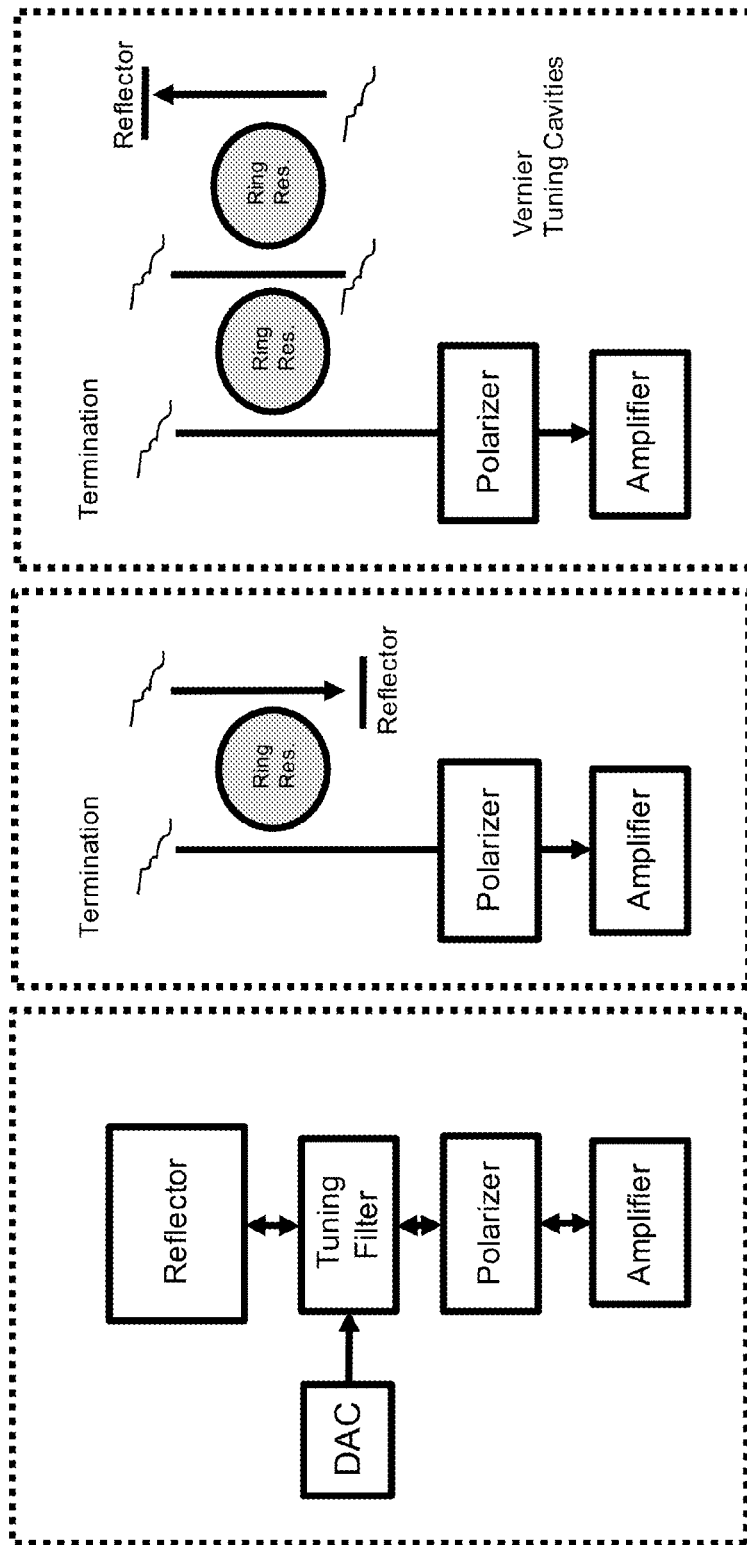 Reflector
Tuning
Filter
DAC
Polarizer
Amplifier
Termination
Ring
Res.
Reflector
Polarizer
Amplifier
Termination
Reflector
Ring
Res.
Ring
Res.
Vernier
Tuning Cavities
Polarizer
Amplifier